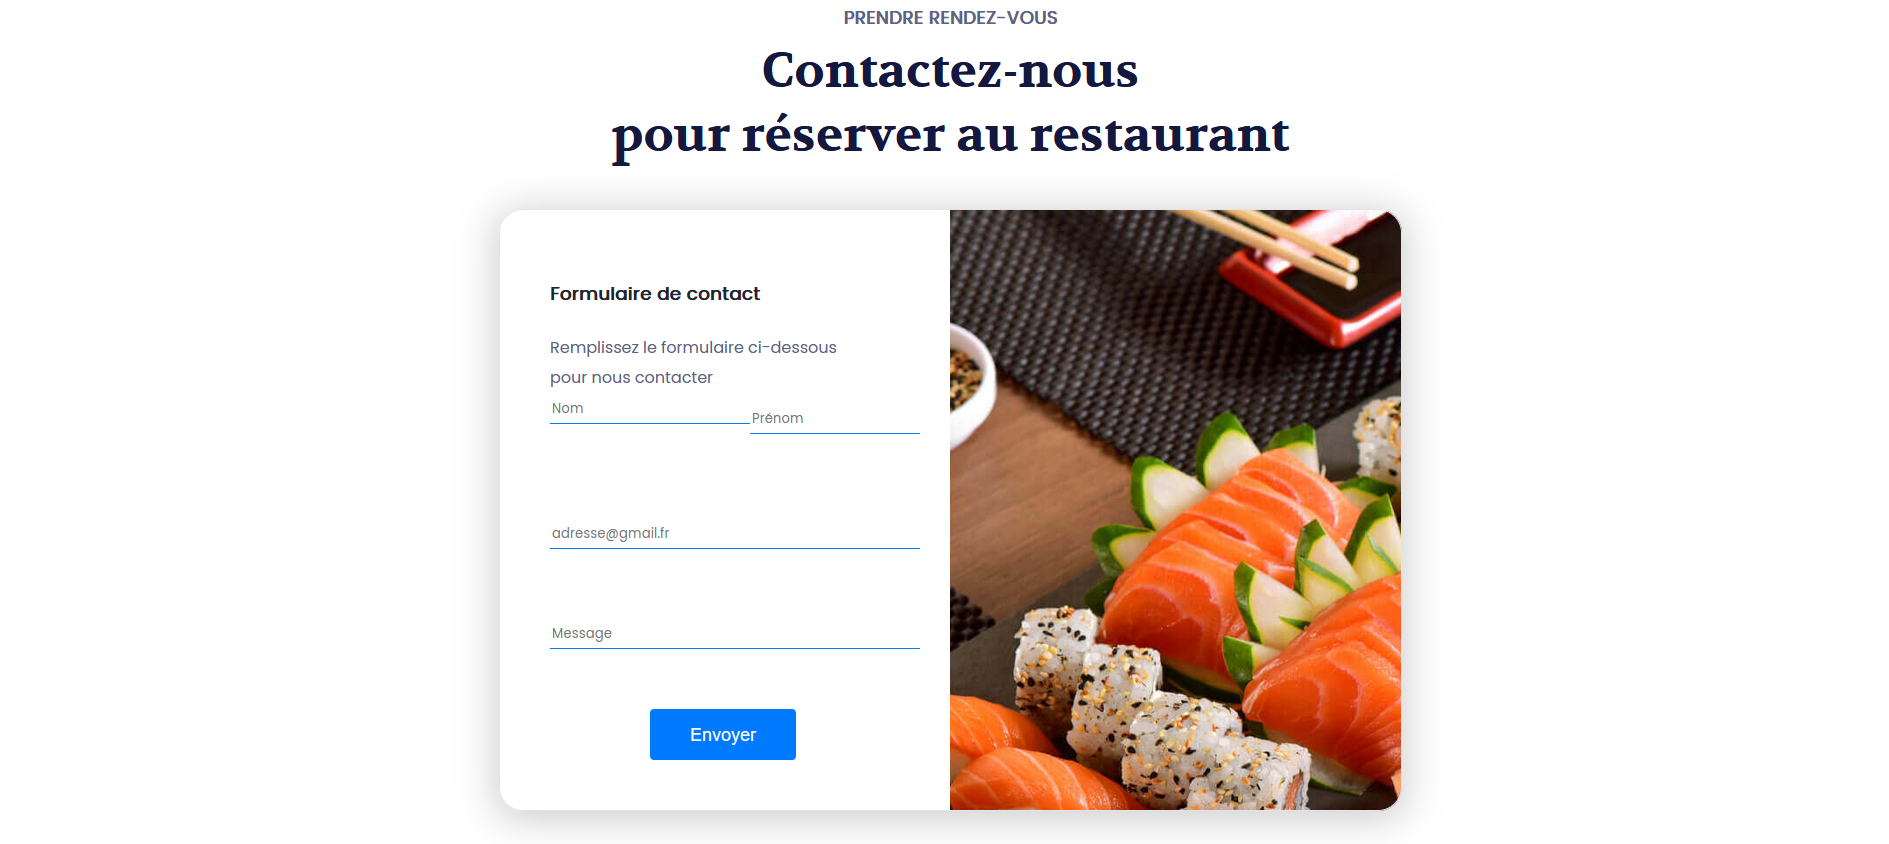 PRENDRE RENDEZ-VOUS
Contactez-nous
pour réserver au restaurant
Formulaire de contact
Remplissez le formulaire ci-dessous
pour nous contacter
Nom
Prénom
adresse@gmail.fr
Message
Envoyer